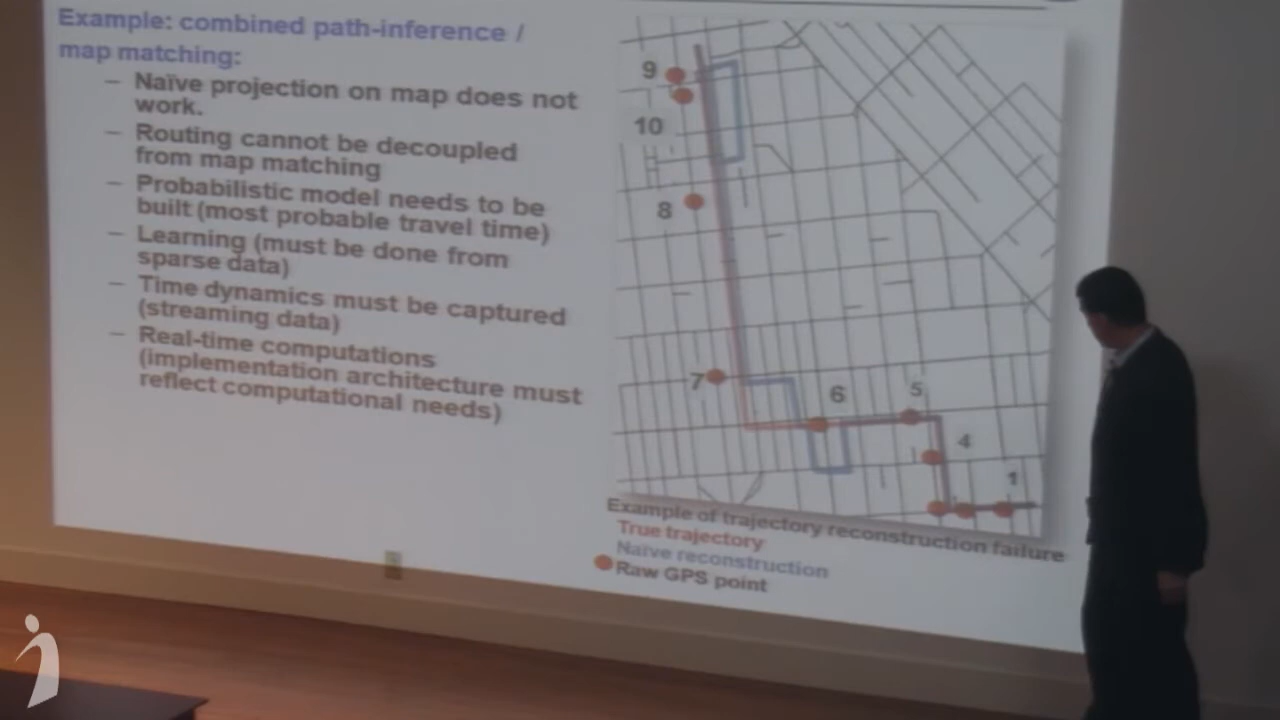 Example: combined path-inference /
map matching:
– Naïve projection on map does not
work.
– Routing cannot be decoupled
from map matching
– Probabilistic model needs to be
built (most probable travel time)
– Learning (must be done from
sparse data)
– Time dynamics must be captured
(streaming data)
– Real-time computations
(implementation architecture must
reflect computational needs)
9
10
8
7
6
5
4
1
Example of trajectory reconstruction failure
True trajectory
Naïve reconstruction
Raw GPS point